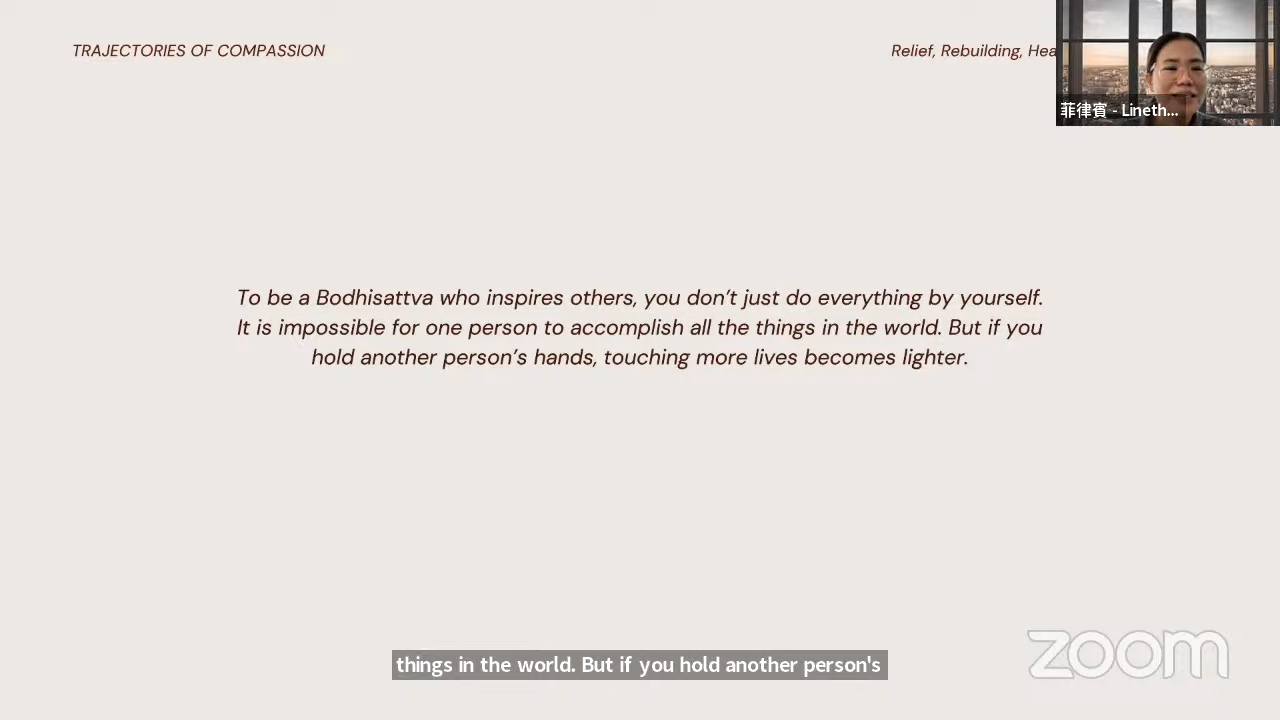 TRAJECTORIES OF COMPASSION
Relief, Rebuilding, Hea
菲律賓 - Lineth...
To be a Bodhisattva who inspires others, you don’t just do everything by yourself.
It is impossible for one person to accomplish all the things in the world. But if you
hold another person’s hands, touching more lives becomes lighter.
things in the world. But if you hold another person's
zoom